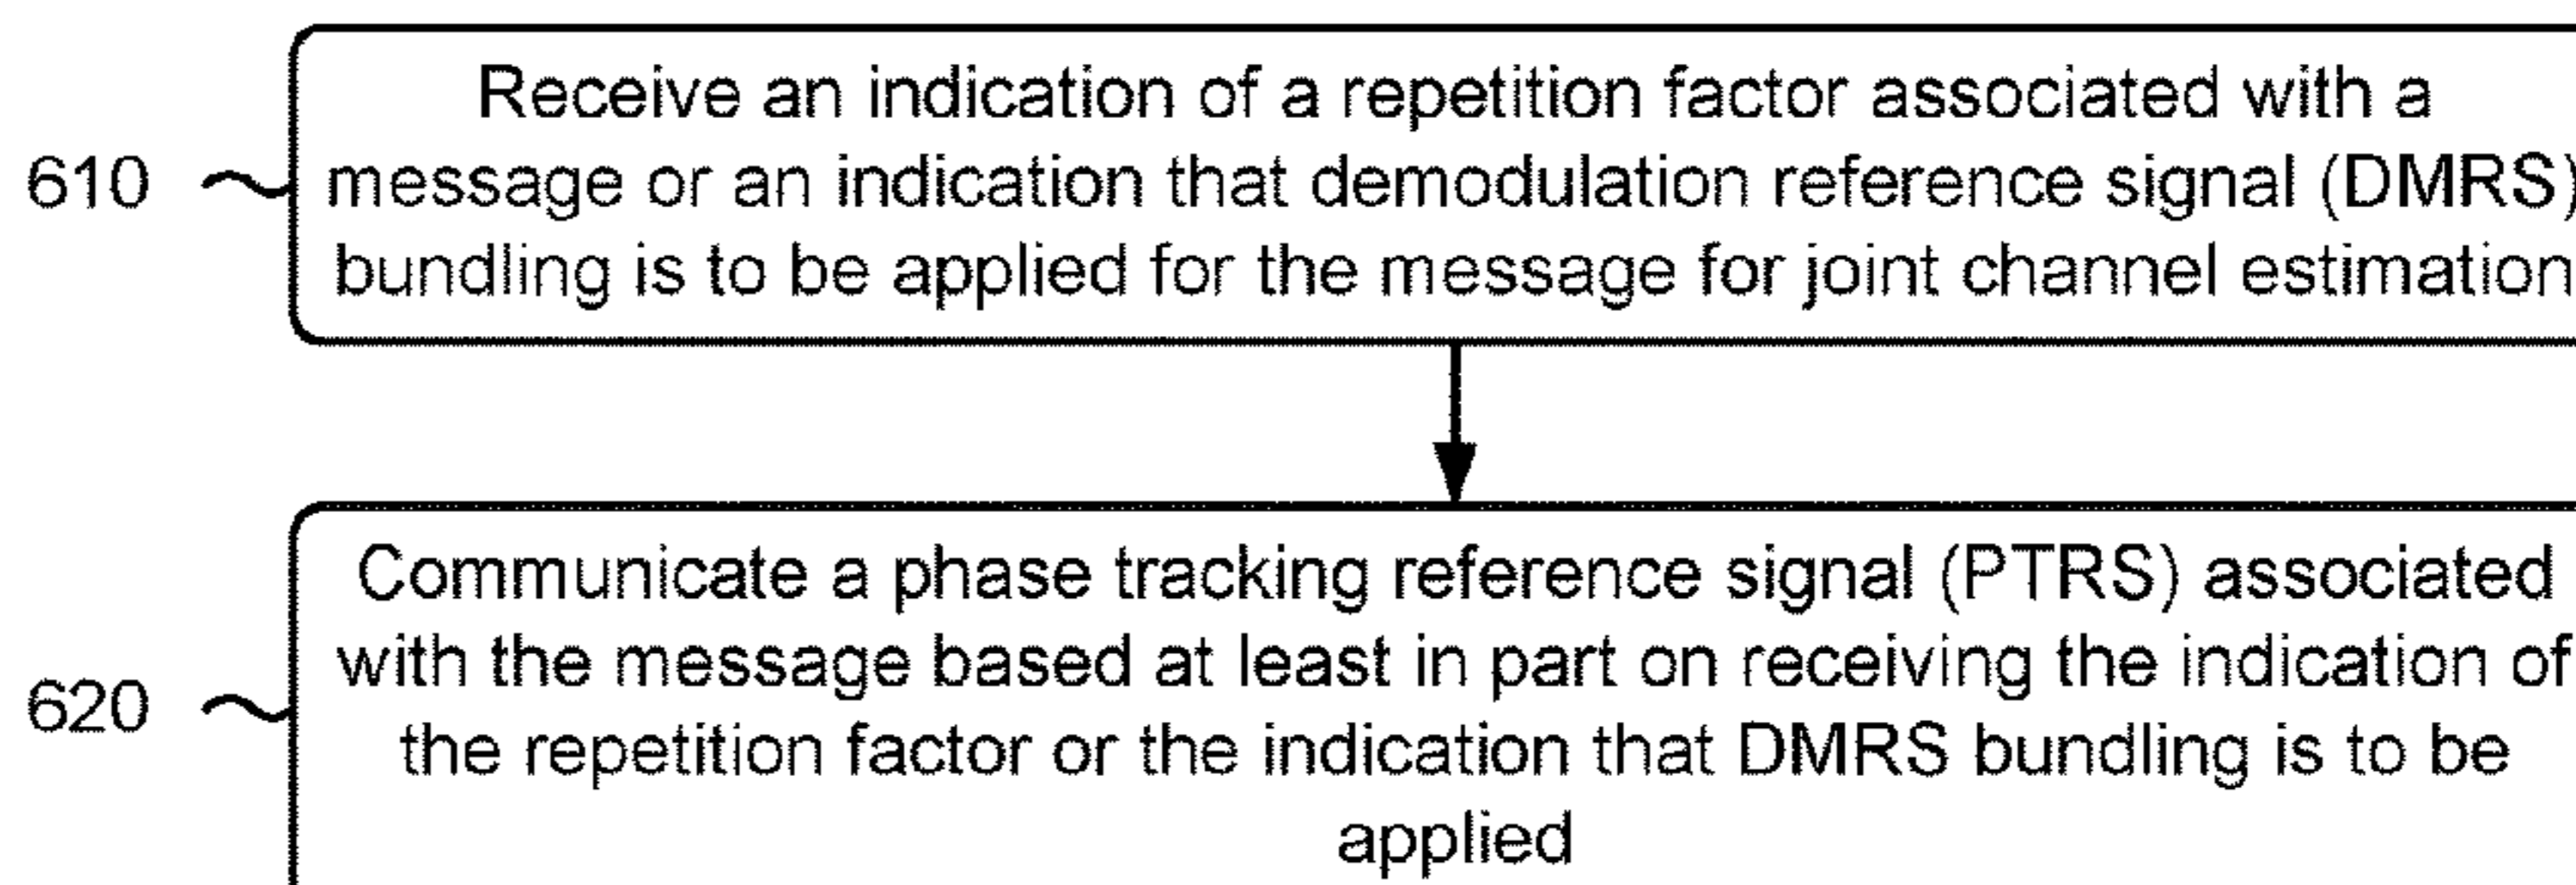 Receive an indication of a repetition factor associated with a
610 message or an indication that demodulation reference signal (DMRS)
bundling is to be applied for the message for joint channel estimation
Communicate a phase tracking reference signal (PTRS) associated
with the message based at least in part on receiving the indication of
620 the repetition factor or the indication that DMRS bundling is to be
applied